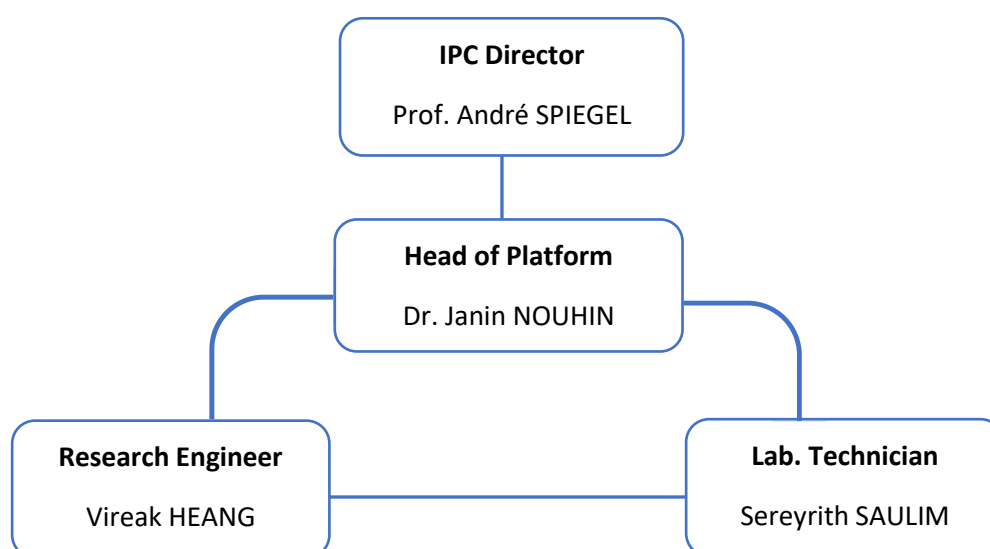 IPC Director
Prof. André SPIEGEL
Head of Platform
Dr. Janin NOUHIN
Research Engineer
Vireak HEANG
Lab. Technician
Sereyrith SAULIM